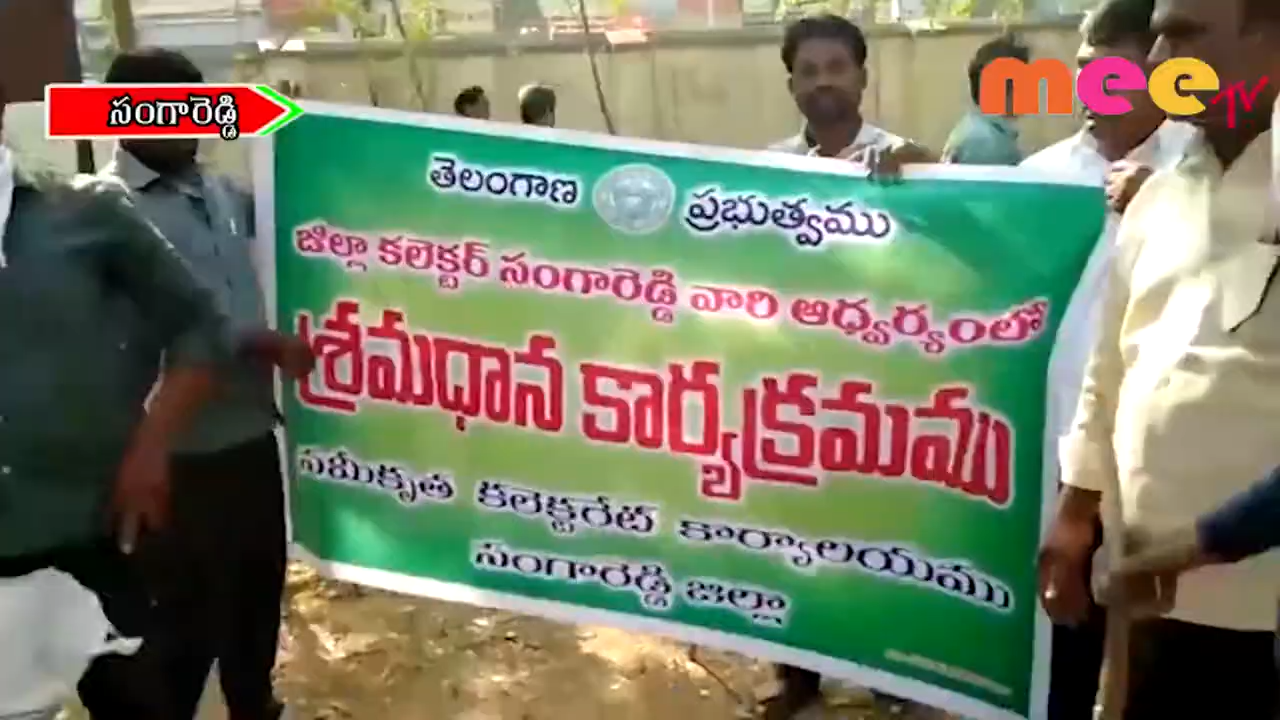 సంగారెడ్డి
mee TV
తెలంగాణ ప్రభుత్వము
జిల్లా కలెక్టర్ సంగారెడ్డి వారి ఆధ్వర్యంలో
శ్రమధాన కార్యక్రమము
సమీకృత కలెక్టరేట కార్యాలయము
సంగారెడ్డి జిల్లా